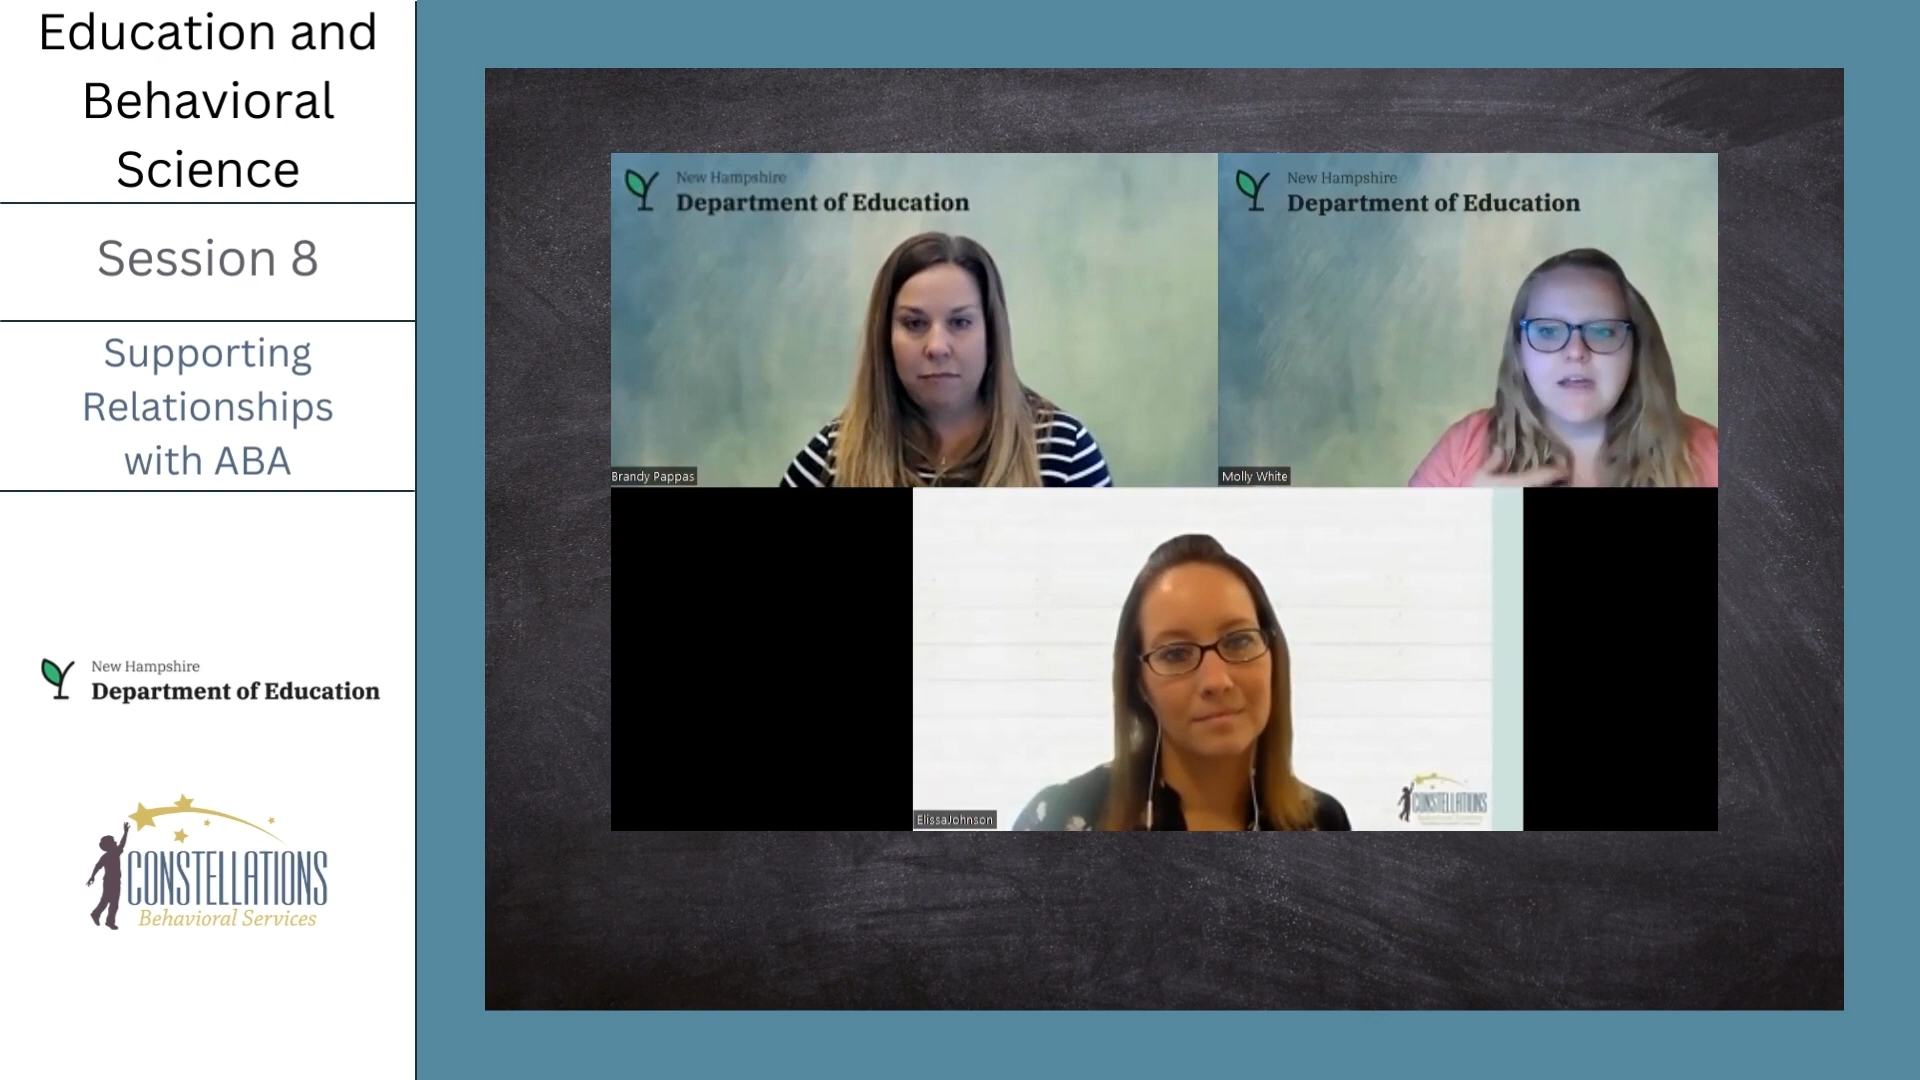 Education and
Behavioral
Science
Session 8
Supporting
Relationships
with ABA
New Hampshire
Department of Education
CONSTELLATIONS
Behavioral Services
New Hampshire
Department of Education
Brandy Pappas
New Hampshire
Department of Education
Molly White
ElissaJohnson
CONSTELLATIONS